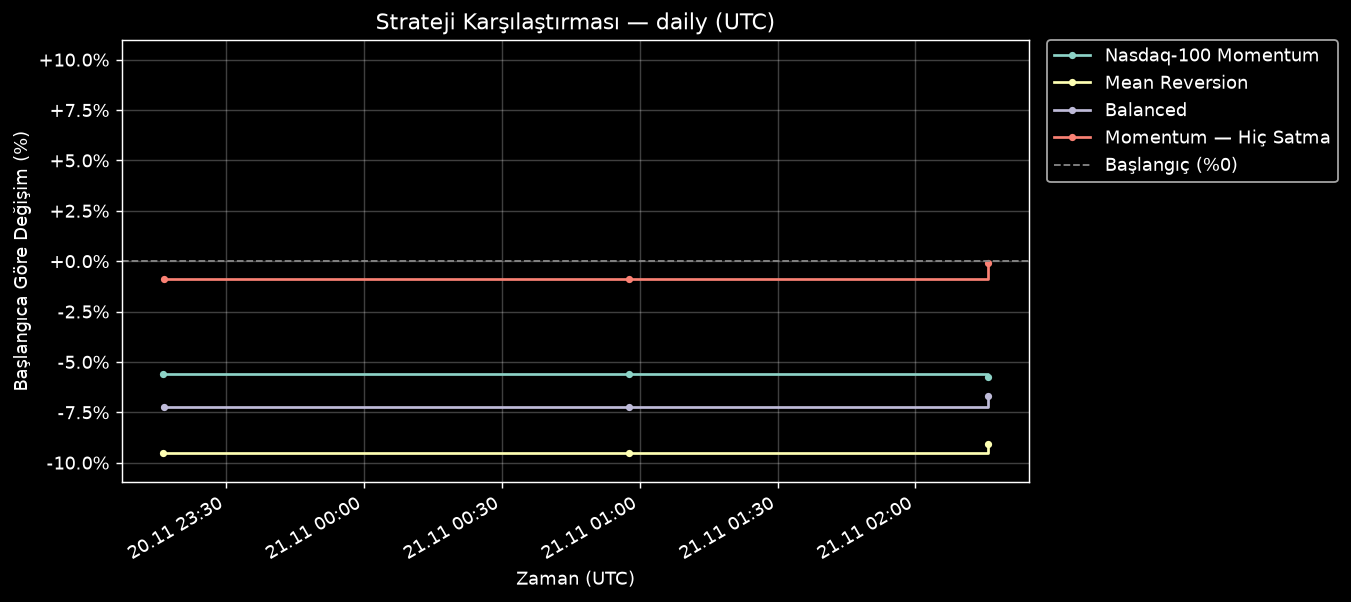 Strateji Karşılaştırması — daily (UTC)
+10.0%
+7.5%
+5.0%
+2.5%
+0.0%
-2.5%
-5.0%
-7.5%
-10.0%
Başlangıca Göre Değişim (%)
20.11 23:30
21.11 00:00
21.11 00:30
21.11 01:00
21.11 01:30
21.11 02:00
Zaman (UTC)
Nasdaq-100 Momentum
Mean Reversion
Balanced
Momentum — Hiç Satma
Başlangıç (%0)